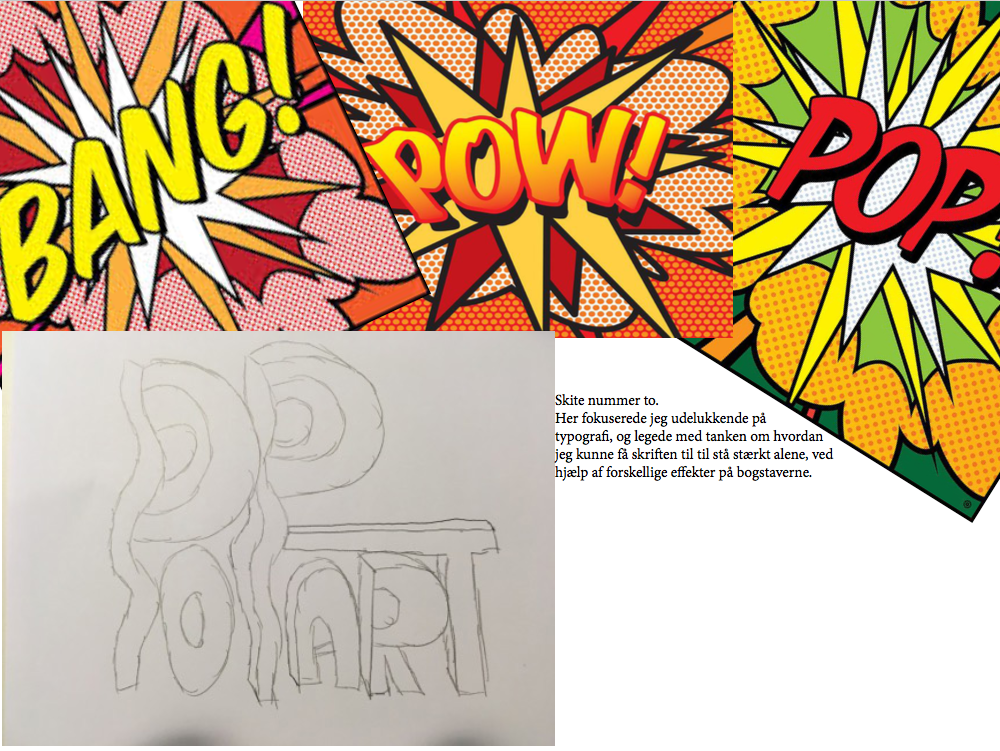 BANG!
POW!
POP!
POP
ART
Skite nummer to.
Her fokuserede jeg udelukkende på
typografi, og legede med tanken om hvordan
jeg kunne få skriften til til stå stærkt alene, ved
hjælp af forskellige effekter på bogstaverne.
®